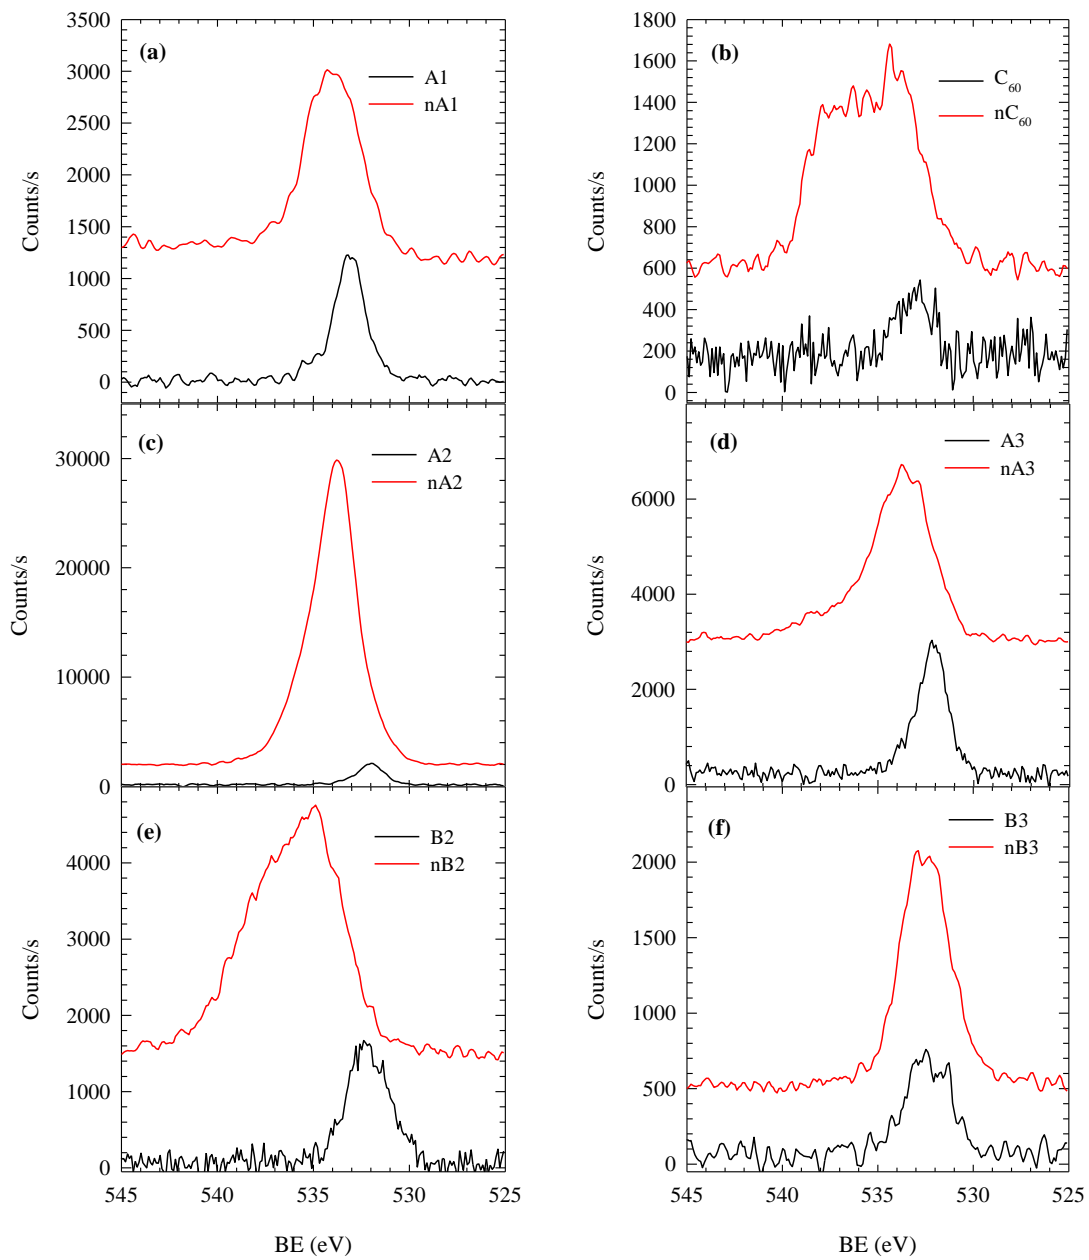 (a)
A1
nA1
3500
3000
2500
2000
1500
1000
500
0
Counts/s
(b)
C60
nC60
1800
1600
1400
1200
1000
800
600
400
200
0
Counts/s
(c)
A2
nA2
30000
20000
10000
0
Counts/s
(d)
A3
nA3
6000
4000
2000
0
Counts/s
(e)
B2
nB2
4000
3000
2000
1000
0
Counts/s
545 540 535 530 525
BE (eV)
(f)
B3
nB3
2000
1500
1000
500
0
Counts/s
545 540 535 530 525
BE (eV)